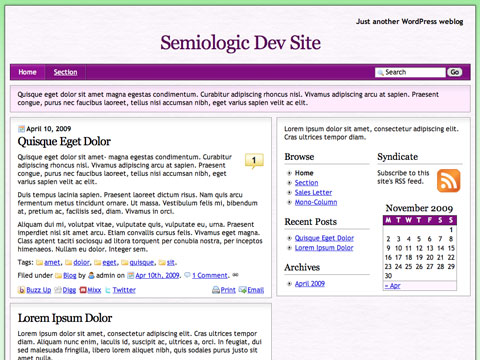 Just another WordPress weblog
Semiologic Dev Site
Home Section Search Go
Quisque eget dolor sit amet magna egestas condimentum. Curabitur adipiscing rhoncus nisl. Vivamus adipiscing arcu at sapien. Praesent
congue, purus nec faucibus laoreet, tellus nisl accumsan nibh, eget varius sapien velit ac elit.
April 10, 2009
Quisque Eget Dolor
Quisque eget dolor sit amet- magna egestas condimentum. Curabitur
adipiscing rhoncus nisl. Vivamus adipiscing arcu at sapien. Praesent
congue, purus nec faucibus laoreet, tellus nisl accumsan nibh, eget
varius sapien velit ac elit.
1
Duis tempus lacinia sapien. Praesent laoreet dictum risus. Nam quis arcu
fermentum metus tincidunt ornare. Ut massa. Vestibulum felis mi, bibendum
at, pretium ac, facilisis sed, diam. Vivamus in orci.
Aliquam dui mi, volutpat vitae, vulputate quis, vulputate eu, urna. Praesent
imperdiet nisl sit amet arcu. Etiam convallis cursus felis. Vivamus eget magna.
Class aptent taciti sociosqu ad litora torquent per conubia nostra, per inceptos
himenaeos. Nullam eu dolor. Integer sem.
Tags: amet, dolor, eget, quisque, sit.
Filed under Blog by admin on Apr 10th, 2009. 1 Comment.
Buzz Up Digg Mixx Twitter Print Email
Lorem Ipsum Dolor
Lorem ipsum dolor sit amet, consectetur adipiscing elit. Cras ultrices tempor
diam. Aliquam nunc enim, iaculis id, suscipit ac, ultrices a, orci. In feugiat, dui
sed malesuada fringilla, libero lorem aliquet nibh, quis sodales purus justo sit
amet nulla.
Lorem ipsum dolor sit amet, consectetur adipiscing elit.
Cras ultrices tempor diam.
Browse
Home
Section
Sales Letter
Mono-Column
Recent Posts
Quisque Eget Dolor
Lorem Ipsum Dolor
Archives
April 2009
Syndicate
Subscribe to this
site's RSS feed.
November 2009
M T W T F S S
1
2 3 4 5 6 7 8
9 10 11 12 13 14 15
16 17 18 19 20 21 22
23 24 25 26 27 28 29
30
« Apr